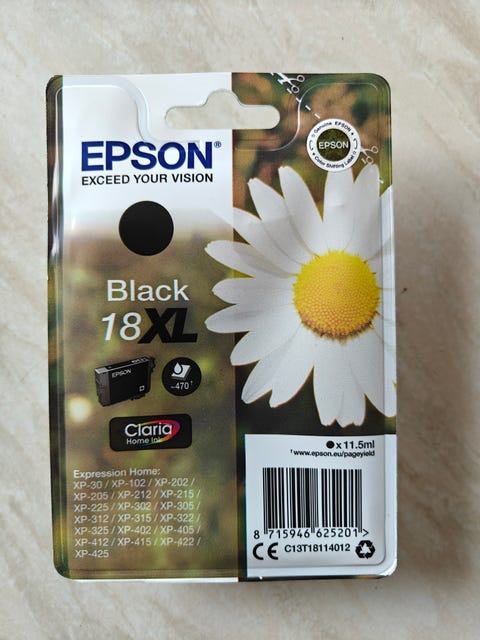 Genuine EPSON
EPSON
Color Shifting Label
EPSON®
EXCEED YOUR VISION
Black
18XL
EPSON
~470¹
Claria
Home Ink
Expression Home:
XP-30 / XP-102 / XP-202 /
XP-205 / XP-212 / XP-215 /
XP-225 / XP-302 / XP-305 /
XP-312 / XP-315 / XP-322 /
XP-325 / XP-402 / XP-405 /
XP-412 / XP-415 / XP-422 /
XP-425
x 11.5ml
¹www.epson.eu/pageyield
8 715946 625201 >
CE C13T18114012